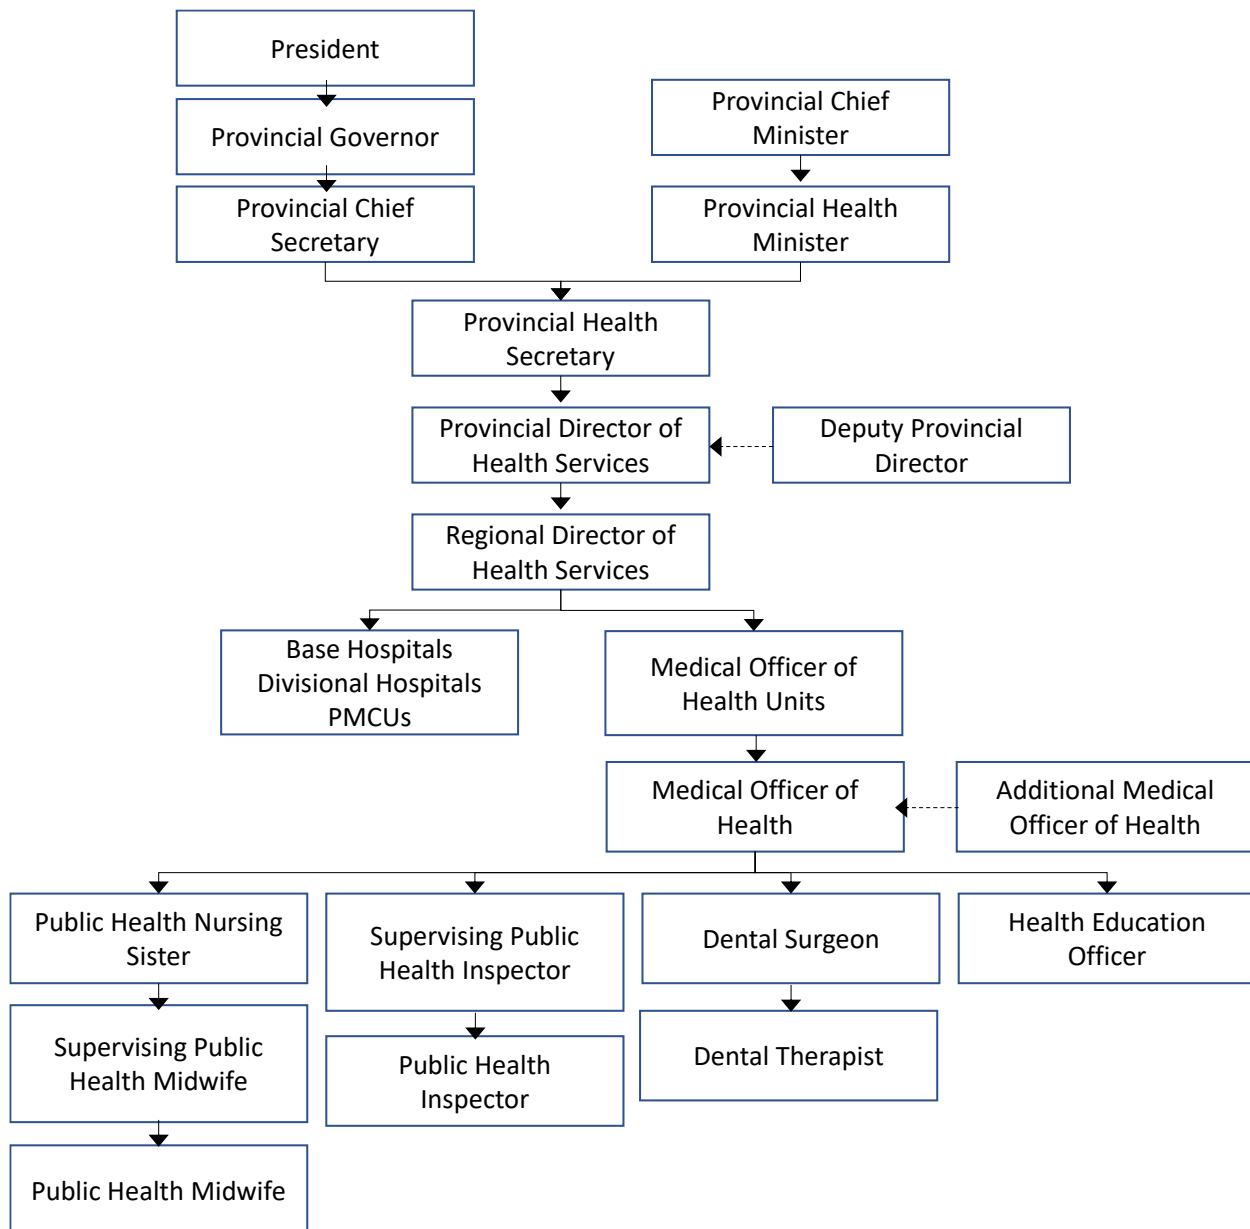 President
Provincial Governor
Provincial Chief
Secretary
Provincial Chief
Minister
Provincial Health
Minister
Provincial Health
Secretary
Provincial Director of
Health Services
Deputy Provincial
Director
Regional Director of
Health Services
Base Hospitals
Divisional Hospitals
PMCUs
Medical Officer of
Health Units
Medical Officer of
Health
Additional Medical
Officer of Health
Public Health Nursing
Sister
Supervising Public
Health Inspector
Dental Surgeon
Health Education
Officer
Supervising Public
Health Midwife
Public Health
Inspector
Dental Therapist
Public Health Midwife